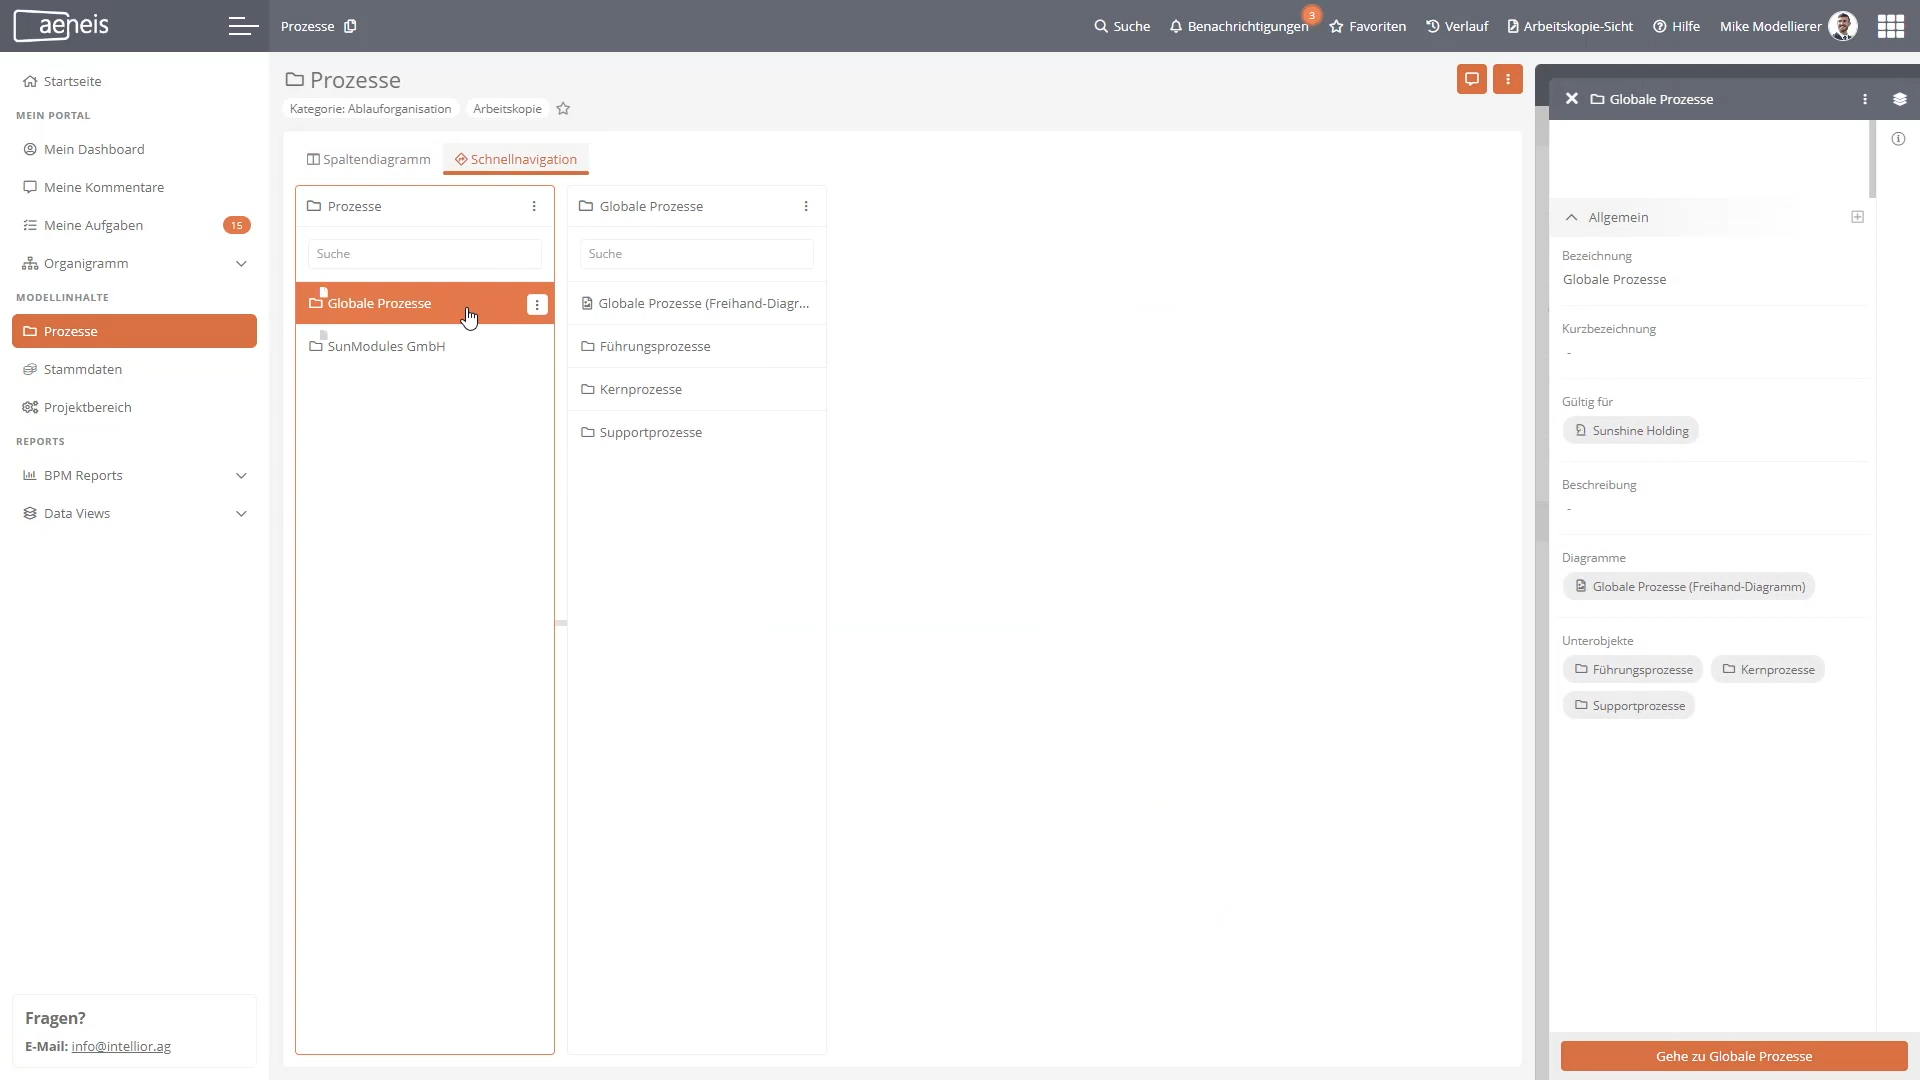 aeneis
Prozesse
Suche
Benachrichtigungen
3
Favoriten
Verlauf
Arbeitskopie-Sicht
Hilfe
Mike Modellierer
Startseite
MEIN PORTAL
Mein Dashboard
Meine Kommentare
Meine Aufgaben
15
Organigramm
MODELLINHALTE
Prozesse
Stammdaten
Projektbereich
REPORTS
BPM Reports
Data Views
Fragen?
E-Mail: info@intellior.ag
Prozesse
Kategorie: Ablauforganisation
Arbeitskopie
Spaltendiagramm
Schnellnavigation
Prozesse
Suche
Globale Prozesse
SunModules GmbH
Globale Prozesse
Suche
Globale Prozesse (Freihand-Diagr...
Führungsprozesse
Kernprozesse
Supportprozesse
Globale Prozesse
Allgemein
Bezeichnung
Globale Prozesse
Kurzbezeichnung
-
Gültig für
Sunshine Holding
Beschreibung
-
Diagramme
Globale Prozesse (Freihand-Diagramm)
Unterobjekte
Führungsprozesse
Kernprozesse
Supportprozesse
Gehe zu Globale Prozesse